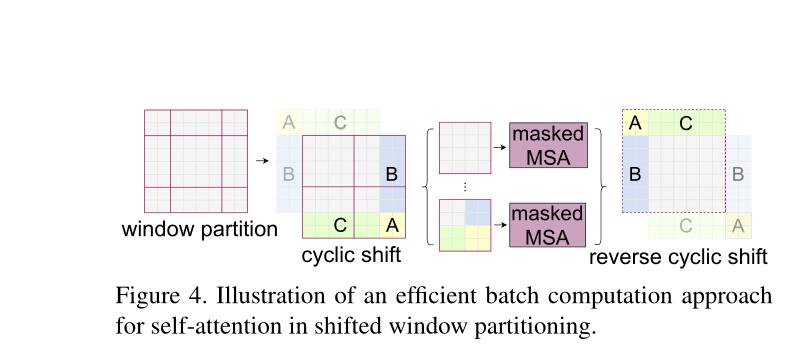 A C
B B
C A
window partition
cyclic shift
masked
MSA
...
masked
MSA
A C
B B
C A
reverse cyclic shift
Figure 4. Illustration of an efficient batch computation approach
for self-attention in shifted window partitioning.